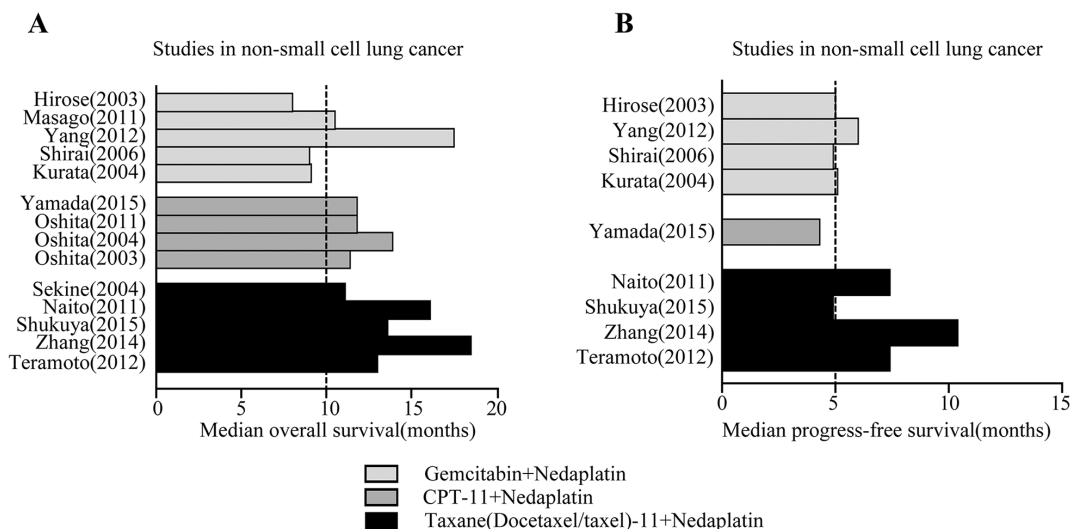 A
Studies in non-small cell lung cancer
Hirose(2003)
Masago(2011)
Yang(2012)
Shirai(2006)
Kurata(2004)
Yamada(2015)
Oshita(2011)
Oshita(2004)
Oshita(2003)
Sekine(2004)
Naito(2011)
Shukuya(2015)
Zhang(2014)
Teramoto(2012)
0 5 10 15 20
Median overall survival(months)
B
Studies in non-small cell lung cancer
Hirose(2003)
Yang(2012)
Shirai(2006)
Kurata(2004)
Yamada(2015)
Naito(2011)
Shukuya(2015)
Zhang(2014)
Teramoto(2012)
0 5 10 15
Median progress-free survival(months)
Gemcitabin+Nedaplatin
CPT-11+Nedaplatin
Taxane(Docetaxel/taxel)-11+Nedaplatin